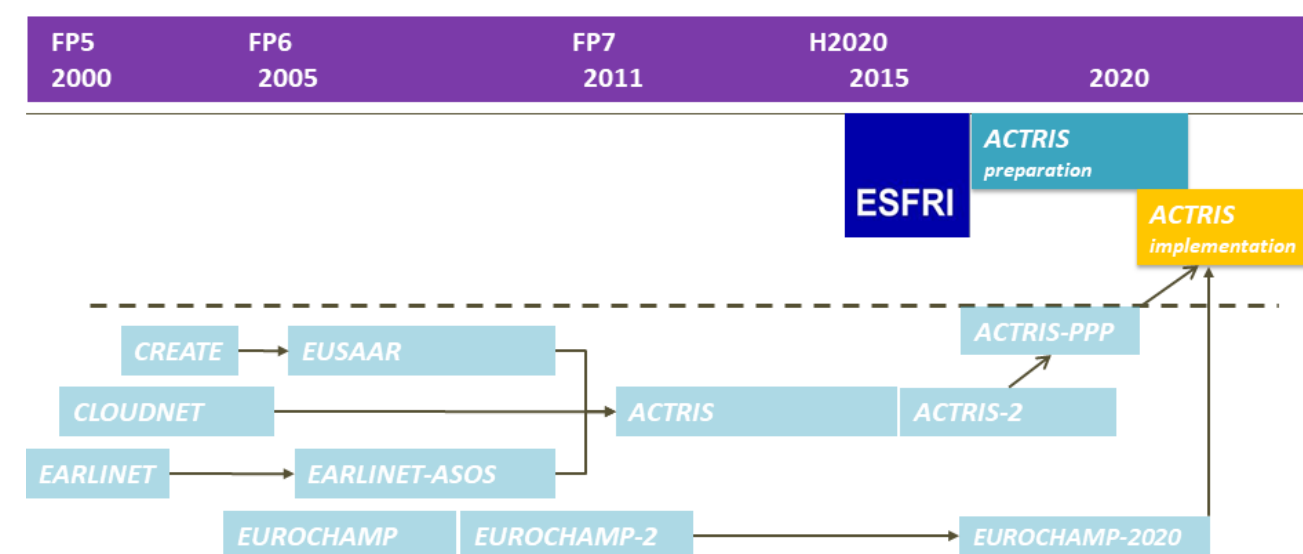 FP5 FP6 FP7 H2020
2000 2005 2011 2015 2020
ACTRIS
preparation
ESFRI
ACTRIS
implementation
ACTRIS-PPP
CREATE EUSAAR
CLOUDNET ACTRIS ACTRIS-2
EARLINET EARLINET-ASOS
EUROCHAMP EUROCHAMP-2 EUROCHAMP-2020